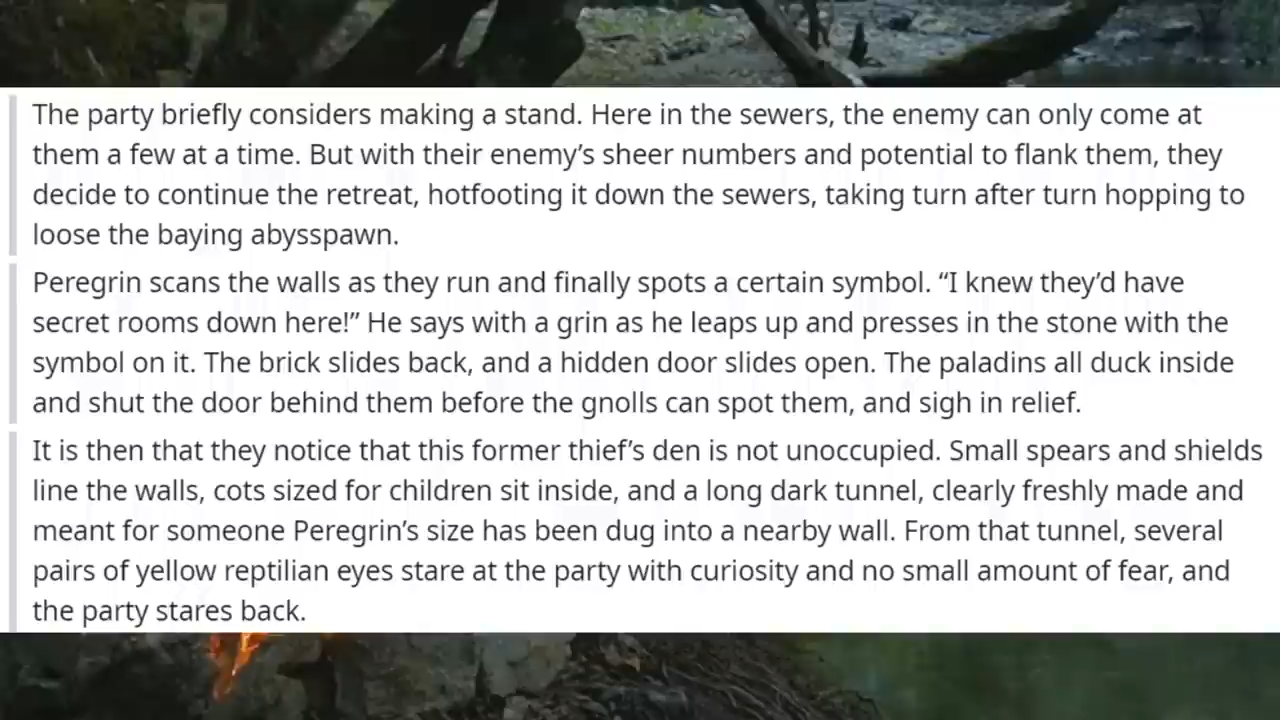 The party briefly considers making a stand. Here in the sewers, the enemy can only come at
them a few at a time. But with their enemy’s sheer numbers and potential to flank them, they
decide to continue the retreat, hotfooting it down the sewers, taking turn after turn hopping to
loose the baying abysspawn.
Peregrin scans the walls as they run and finally spots a certain symbol. “I knew they’d have
secret rooms down here!” He says with a grin as he leaps up and presses in the stone with the
symbol on it. The brick slides back, and a hidden door slides open. The paladins all duck inside
and shut the door behind them before the gnolls can spot them, and sigh in relief.
It is then that they notice that this former thief’s den is not unoccupied. Small spears and shields
line the walls, cots sized for children sit inside, and a long dark tunnel, clearly freshly made and
meant for someone Peregrin’s size has been dug into a nearby wall. From that tunnel, several
pairs of yellow reptilian eyes stare at the party with curiosity and no small amount of fear, and
the party stares back.